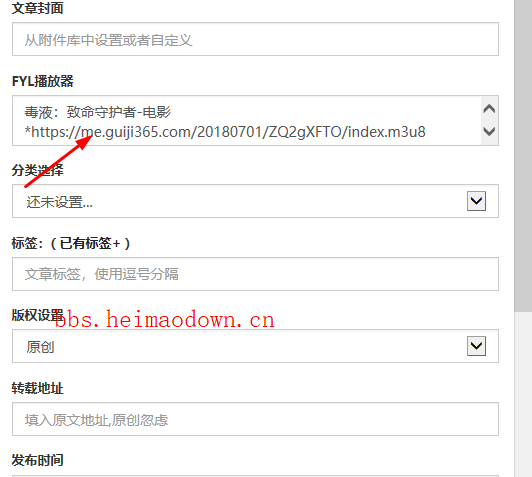 文章封面
从附件库中设置或者自定义
FYL播放器
毒液：致命守护者-电影
*https://me.guiji365.com/20180701/ZQ2gXFTO/index.m3u8
分类选择
还未设置...
标签：( 已有标签+ )
文章标签，使用逗号分隔
版权设置
bbs.heimaodown.cn
原创
转载地址
填入原文地址,原创忽虑
发布时间